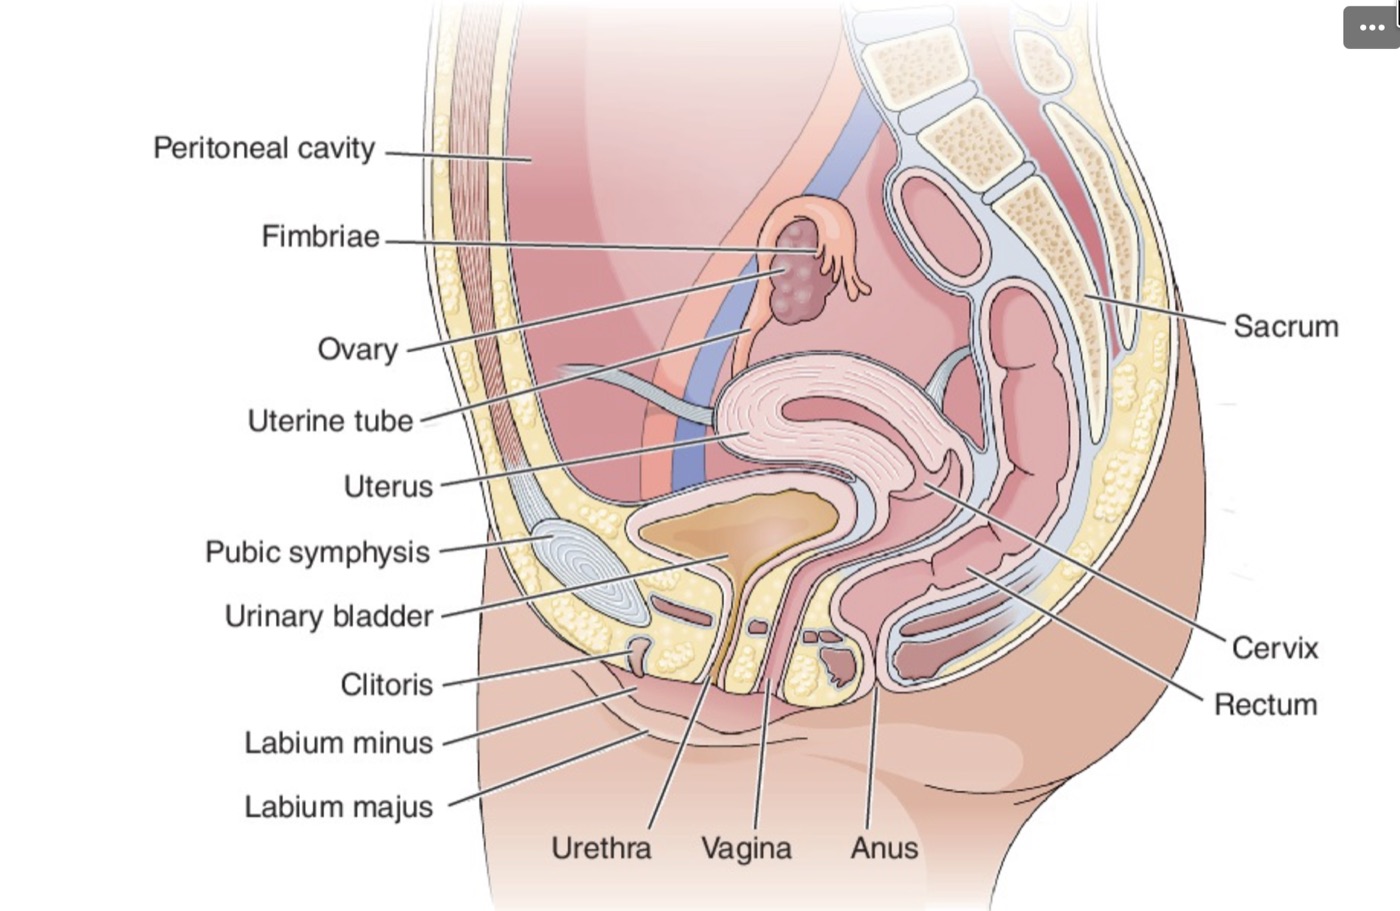 Peritoneal cavity
Fimbriae
Ovary
Uterine tube
Uterus
Pubic symphysis
Urinary bladder
Clitoris
Labium minus
Labium majus
Urethra
Vagina
Anus
Sacrum
Cervix
Rectum